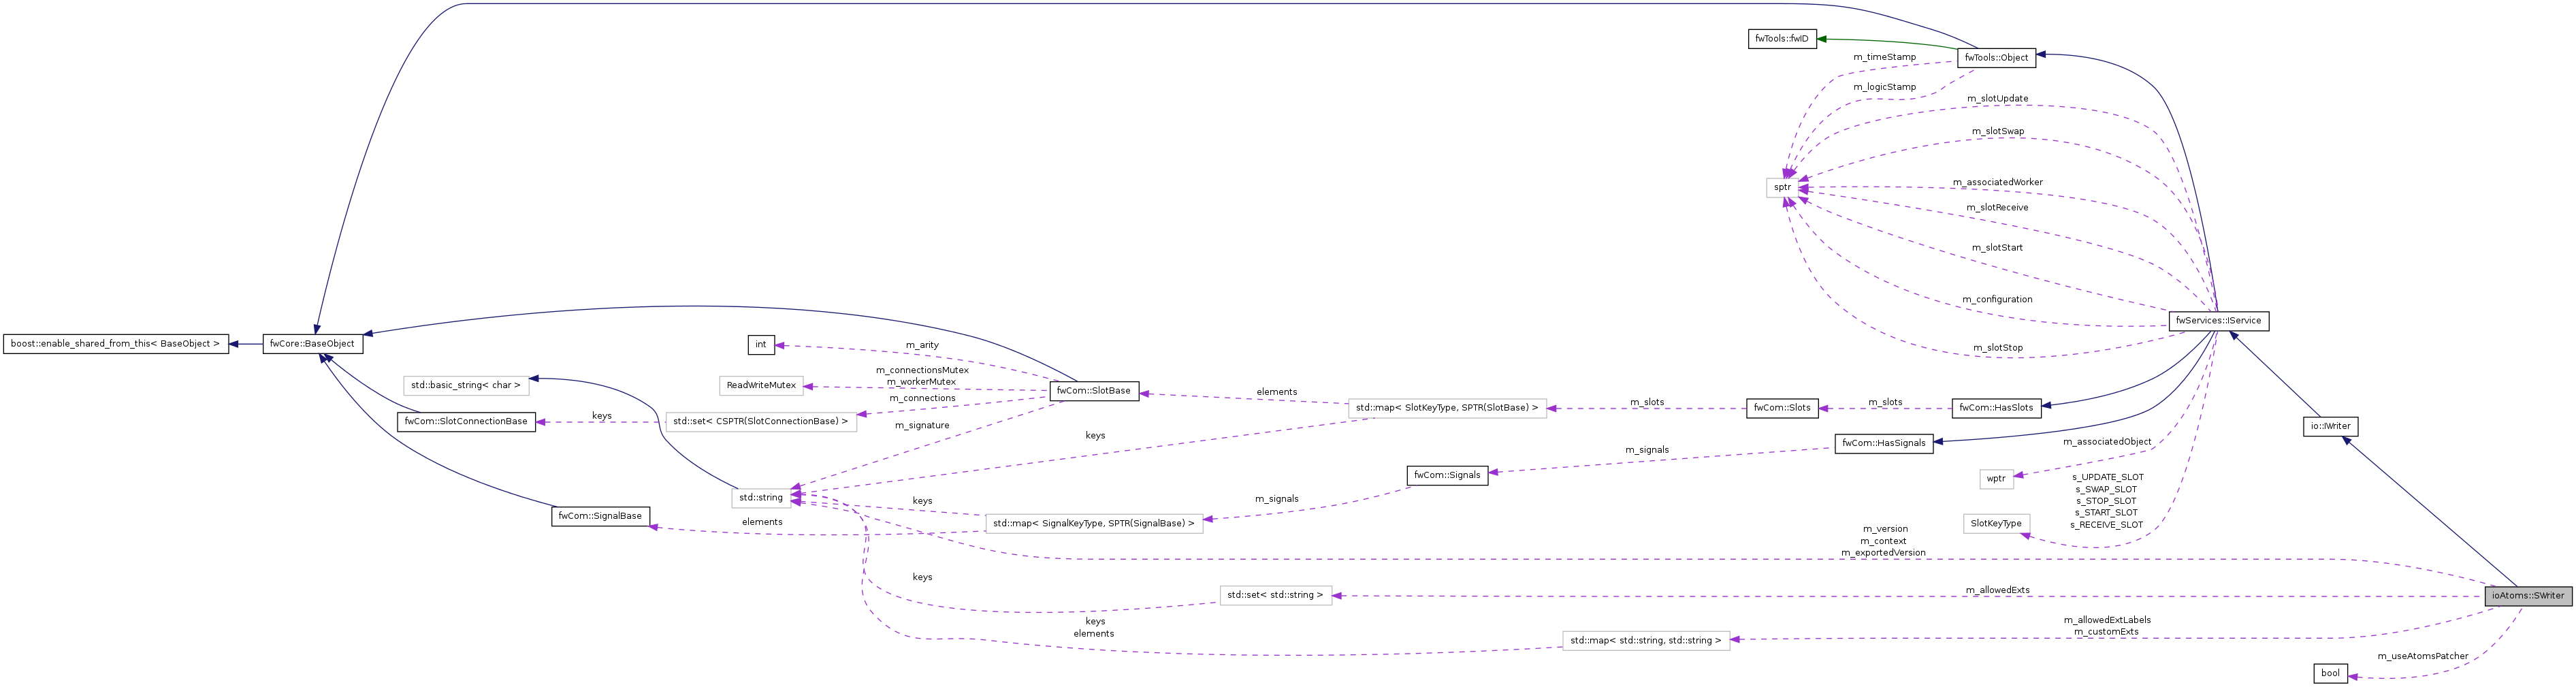 fwTools::fwID
fwTools::Object
m_timeStamp
m_logicStamp
m_slotUpdate
m_slotSwap
m_associatedWorker
sptr
m_slotReceive
m_slotStart
m_configuration
fwServices::IService
m_slotStop
boost::enable_shared_from_this< BaseObject >
fwCore::BaseObject
int
m_arity
std::basic_string< char >
ReadWriteMutex
m_connectionsMutex
m_workerMutex
m_connections
fwCom::SlotBase
elements
std::map< SlotKeyType, SPTR(SlotBase) >
m_slots
fwCom::Slots
m_slots
fwCom::HasSlots
fwCom::SlotConnectionBase
keys
std::set< CSPTR(SlotConnectionBase) >
m_signature
keys
io::IWriter
m_signals
fwCom::HasSignals
m_associatedObject
fwCom::Signals
wptr
s_UPDATE_SLOT
s_SWAP_SLOT
s_STOP_SLOT
s_START_SLOT
s_RECEIVE_SLOT
std::string
keys
m_signals
fwCom::SignalBase
elements
std::map< SignalKeyType, SPTR(SignalBase) >
SlotKeyType
m_version
m_context
m_exportedVersion
keys
std::set< std::string >
m_allowedExts
ioAtoms::SWriter
keys
elements
std::map< std::string, std::string >
m_allowedExtLabels
m_customExts
m_useAtomsPatcher
bool